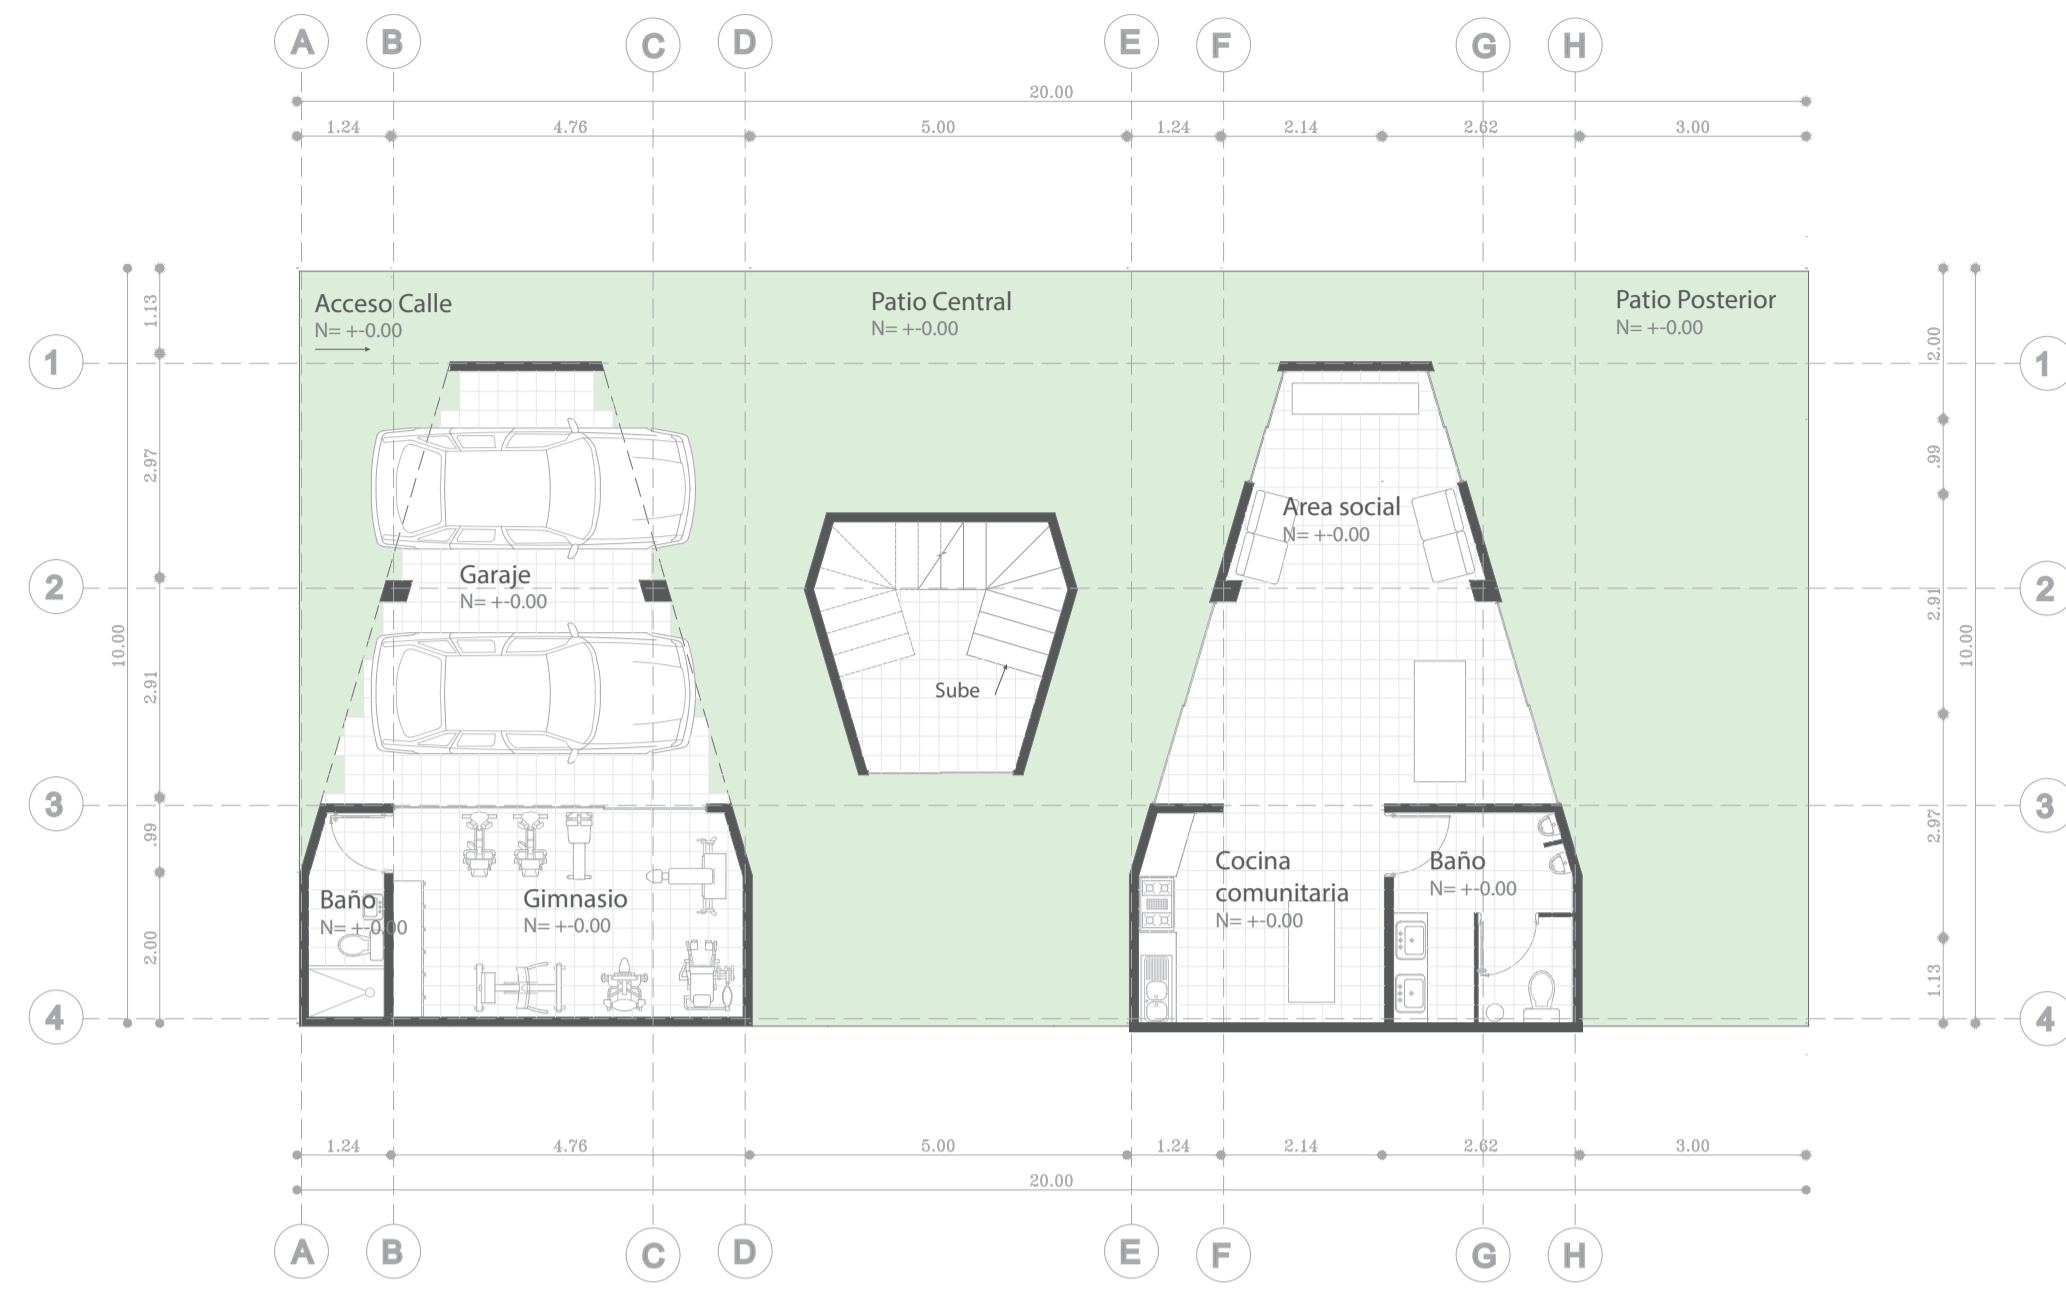 A B C D E F G H
20.00
1.24 4.76 5.00 1.24 2.14 2.62 3.00
Acceso Calle
N= +-0.00
Patio Central
N= +-0.00
Patio Posterior
N= +-0.00
1.13
2.00
1
1
2.97
.99
Area social
N= +-0.00
Garaje
N= +-0.00
2
2
10.00
2.91
2.91
10.00
Sube
3
3
.99
2.97
Baño
N= +-0.00
Gimnasio
N= +-0.00
Cocina
comunitaria
N= +-0.00
Baño
N= +-0.00
2.00
1.13
4
4
1.24 4.76 5.00 1.24 2.14 2.62 3.00
20.00
A B C D E F G H